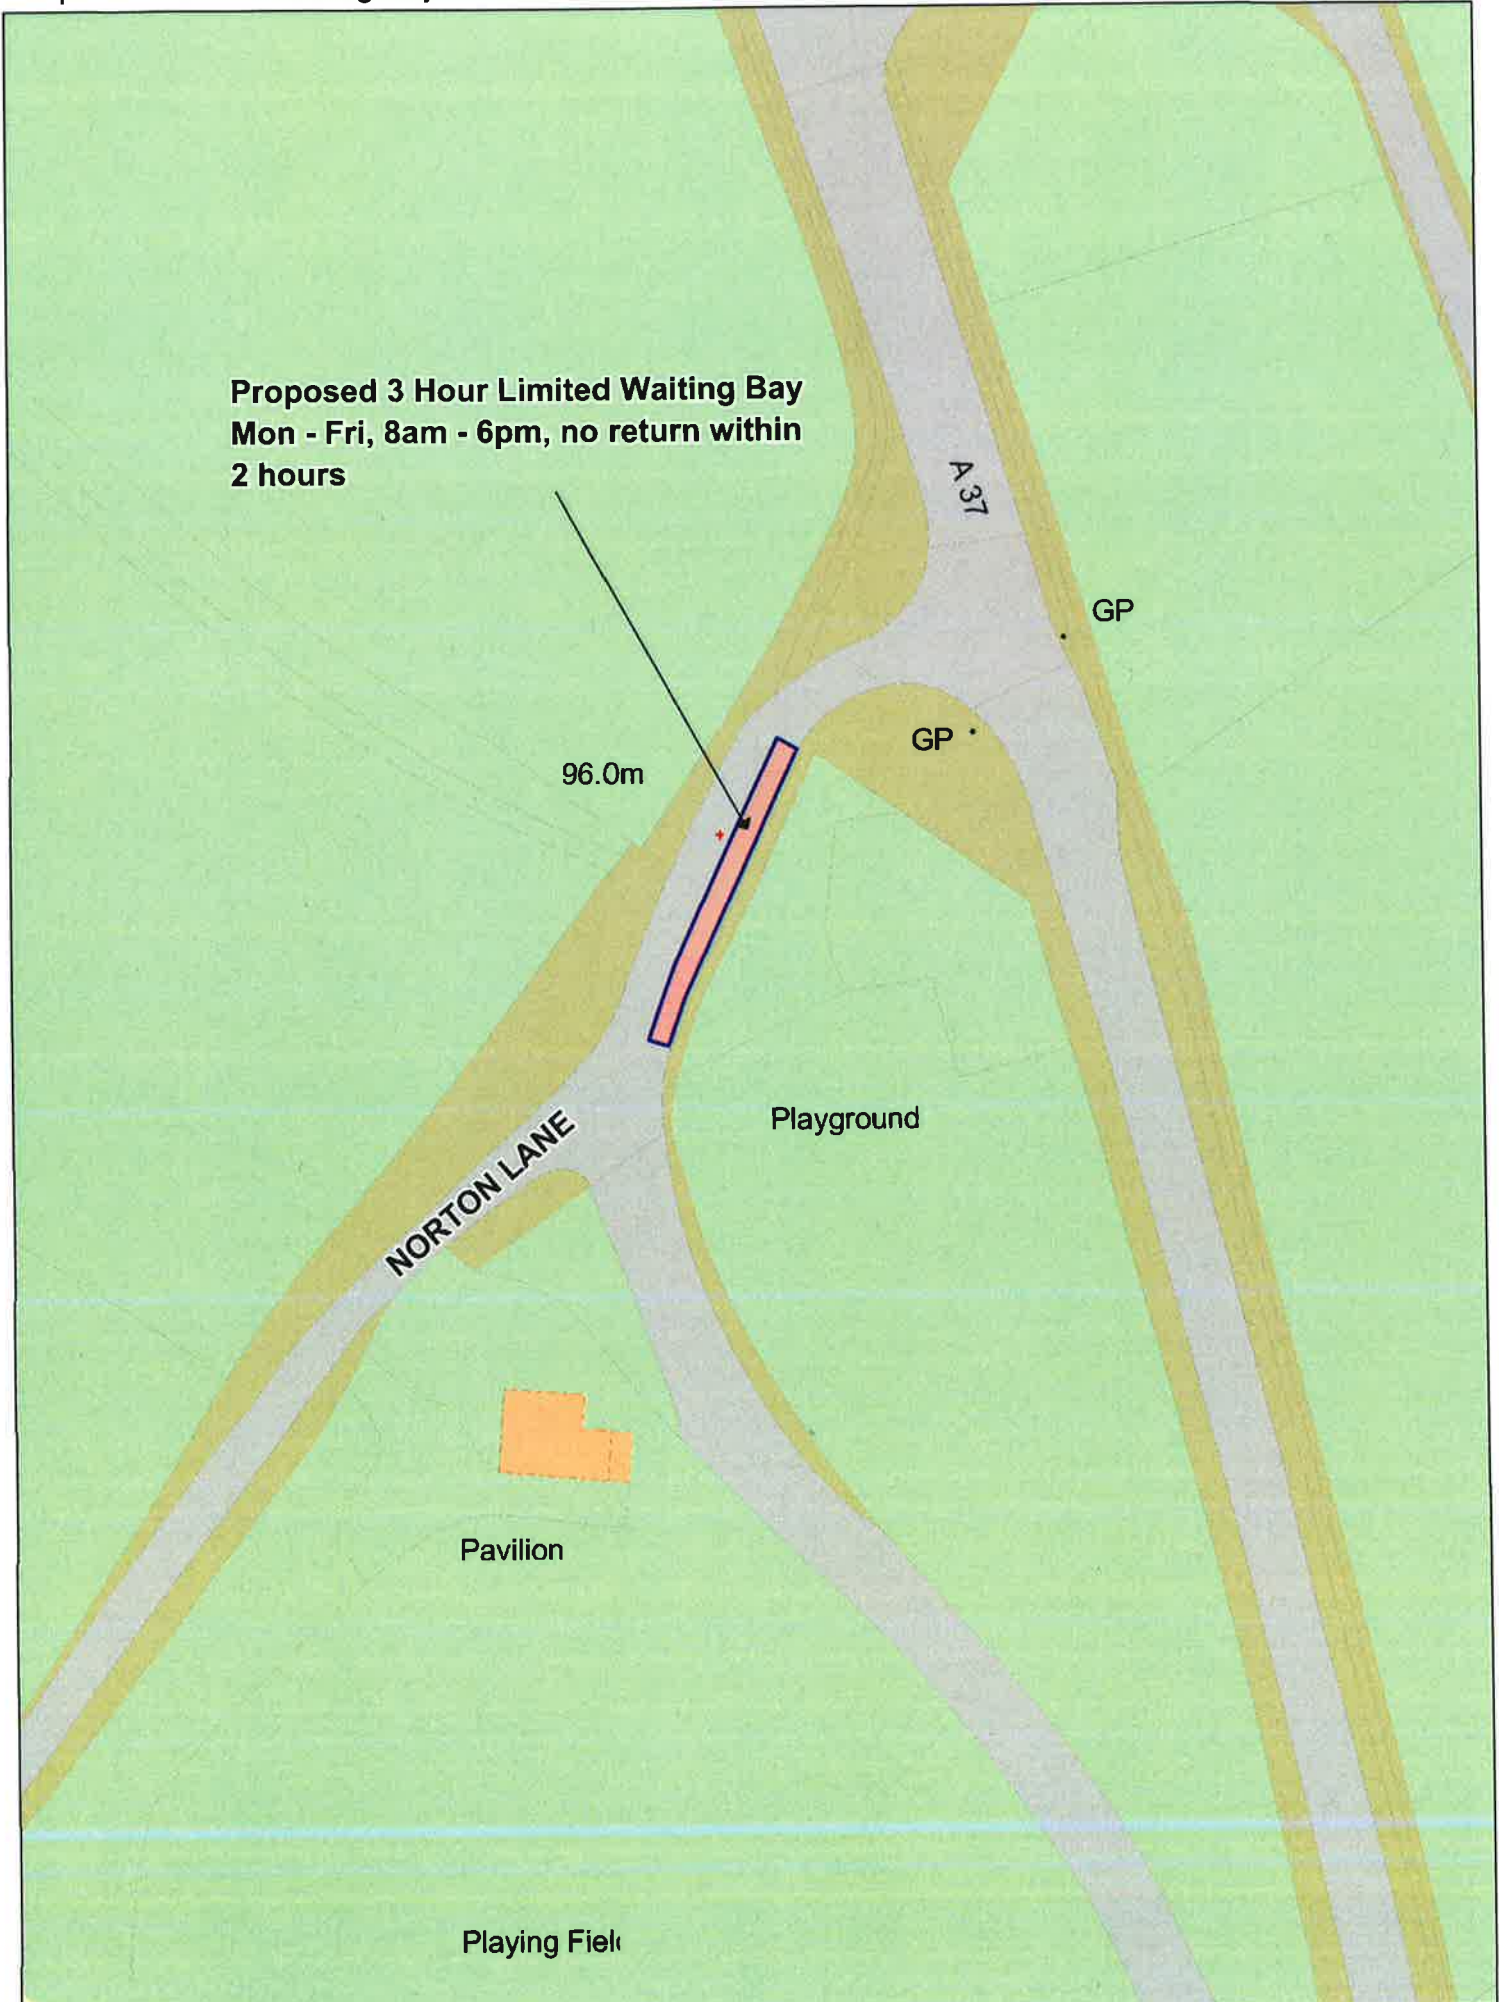 Proposed 3 Hour Limited Waiting Bay
Mon - Fri, 8am - 6pm, no return within
2 hours
A 37
GP
GP
96.0m
Playground
NORTON LANE
Pavilion
Playing Fiel